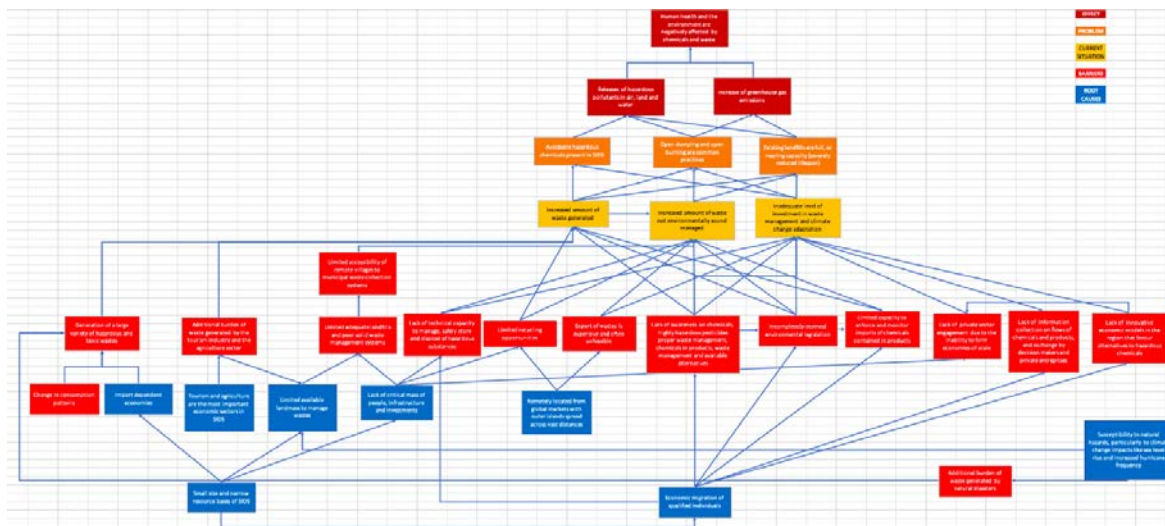 Human health and the
environment are
negatively affected by
chemicals and waste
EFFECT
PROBLEM
CURRENT
SITUATION
BARRIERS
ROOT
CAUSES
Release of hazardous
pollutants in air, land and
water
Increase of greenhouse gas
emissions
Avoidable hazardous
chemicals present in SIDS
Open dumping and open
burning are common
practices
Existing landfills are full, or
nearing capacity (severely
reduced lifespan)
Increased amount of
waste generated
Increased amount of waste
not environmentally sound
managed
Inadequate level of
investment in waste
management and climate
change adaptation
Limited accessibility of
remote villages to
municipal waste collection
systems
Generation of a large
variety of hazardous and
toxic wastes
Additional burden of
waste generated by the
tourism industry and the
agriculture sector
Limited adequate landfills
and poor solid waste
management systems
Lack of technical capacity
to manage, safely store
and dispose of hazardous
substances
Limited recycling
opportunities
Export of wastes is
expensive and often
unfeasible
Lack of awareness on chemicals,
highly hazardous pesticides
proper waste management,
chemicals in products, waste
management and available
alternatives
environmental legislation
Limited capacity to
enforce and monitor
imports of chemicals
contained in products
Lack of private sector
engagement due to the
inability to form
economies of scale
Lack of information
collection on flows of
chemicals and products,
and exchange by
decision makers and
private enterprises
Lack of innovative
economic models in the
region that favour
alternatives to hazardous
chemicals
Change in consumption
patterns
Import dependent
economies
Tourism and agriculture
are the most important
economic sectors in
SIDS
Limited available
landmass to manage
wastes
Lack of critical mass of
people, infrastructure
and investments
Remotely located from
global markets with
outer islands spread
across vast distances
Susceptibility to natural
hazards, particularly to climate
change impacts like sea level
rise and increased hurricane
frequency
Additional burden of
waste generated by
natural disasters
Small size and narrow
resource bases of SIDS
Economic migration of
qualified individuals